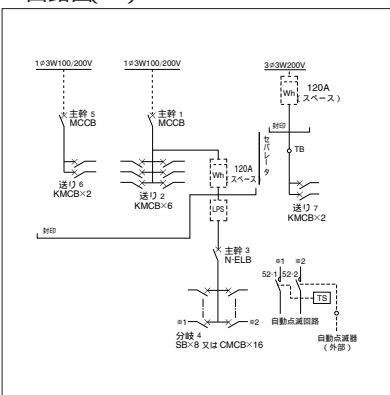 1φ3W100/200V
1φ3W100/200V
3φ3W200V
Wh
120A
(スペース)
主幹 5
MCCB
主幹 1
MCCB
封印
セパレータ
TB
Wh
120A
(スペース)
送り 6
KMCB×2
送り 2
KMCB×6
LPS
送り 7
KMCB×2
封印
主幹 3
N-ELB
※1
※2
52-1
52-2
TS
※1
※2
自動点滅回路
分岐 4
SB×8 又は CMCB×16
自動点滅器
(外部)